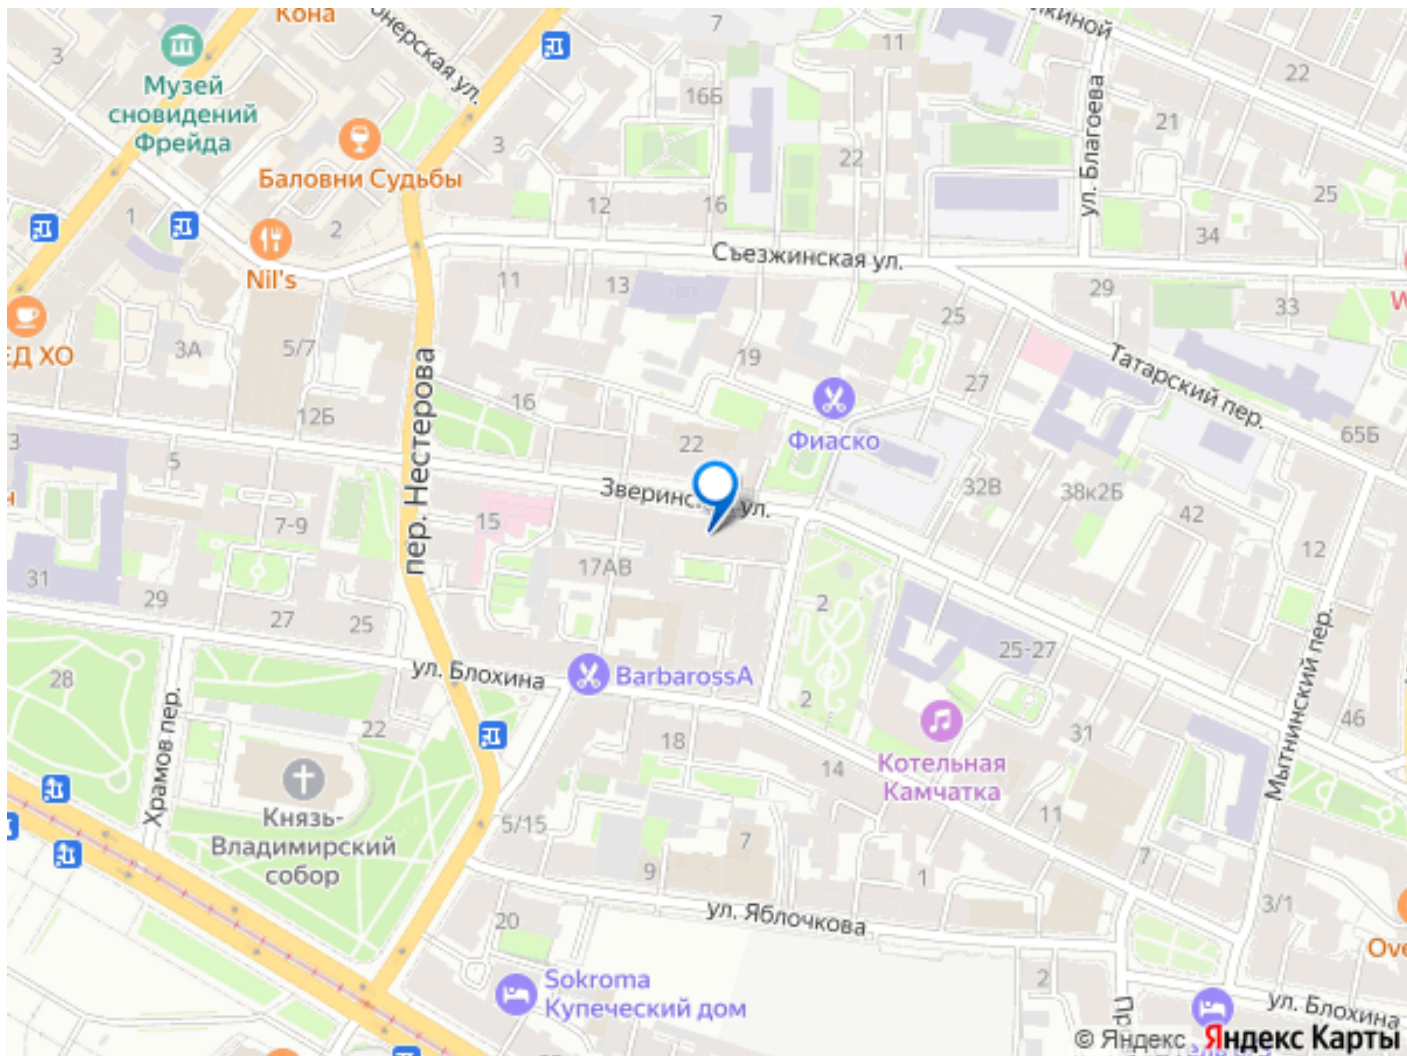 Кона
7
11
3
Музей
сновидений
Фрейда
16Б
22
ул. Благоева
21
3
22
Баловни Судьбы
25
1
2
12
16
34
Nil's
Съезжинская ул.
11
13
29
33
25
ЕД ХО
3А
5/7
пер. Нестерова
19
Татарский пер.
27
16
12Б
22
Фиаско
65Б
3
5
Зверинс
ул.
32В
38к2Б
42
7-9
15
12
31
17АВ
29
2
27
25
25-27
ул. Блохина
BarbarossA
28
Храмов пер.
22
2
46
31
18
14
Котельная
Камчатка
Мытнинский пер.
11
Князь-
Владимирский
собор
5/15
7
7
9
1
3/1
20
ул. Яблочкова
Ove
Sokroma
Купеческий дом
2
Пр
ул. Блохина
© Яндекс Яндекс Карты